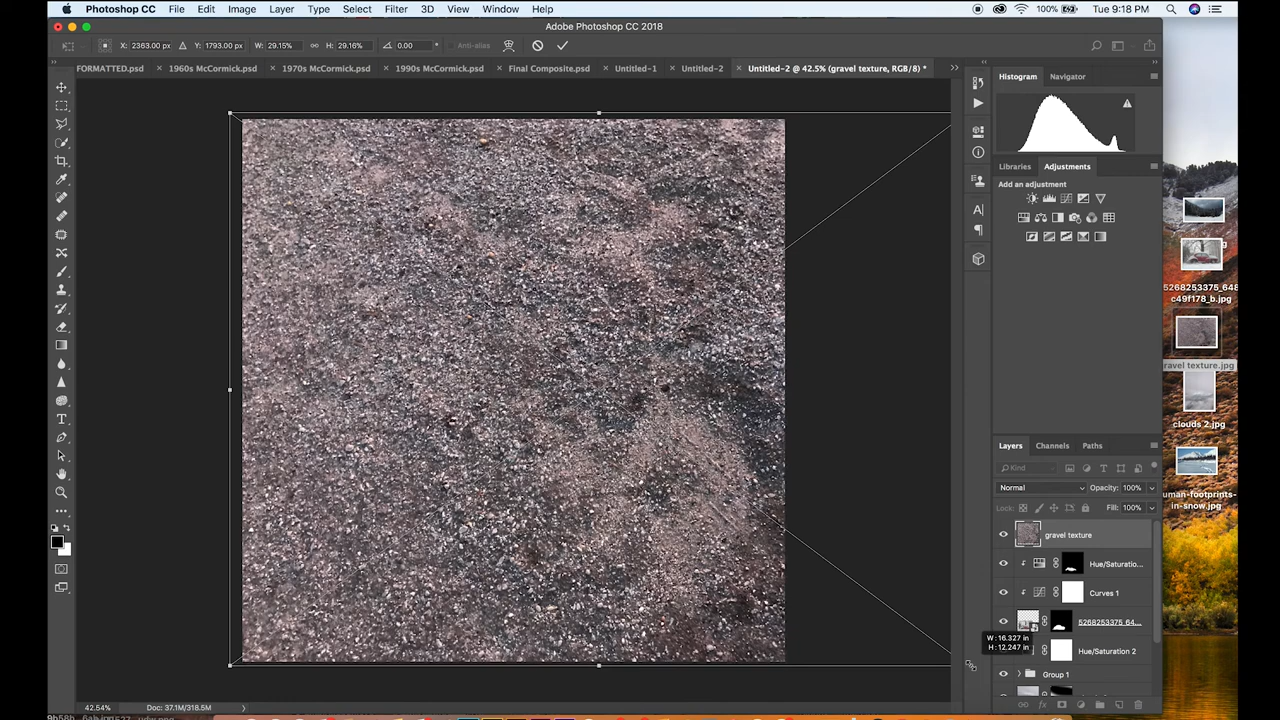 Photoshop CC File Edit Image Layer Type Select Filter 3D View Window Help 100% Tue 9:18 PM
Adobe Photoshop CC 2018
X: 2363.00 px Y: 1793.00 px W: 29.15% H: 29.16% 0.00 ° Anti-alias
FORMATTED.psd × 1960s McCormick.psd × 1970s McCormick.psd × 1990s McCormick.psd × Final Composite.psd × Untitled-1 × Untitled-2 × Untitled-2 @ 42.5% (gravel texture, RGB/8) *
Histogram Navigator
Libraries Adjustments
Add an adjustment
5268253375_648
c49f178_b.jpg
gravel texture.jpg
clouds 2.jpg
uman-footprints-
in-snow.jpg
Layers Channels Paths
Kind
Normal Opacity: 100%
Lock: Fill: 100%
gravel texture
Hue/Saturatio...
Curves 1
5268253375_64...
W: 16.327 in
H: 12.247 in
Hue/Saturation 2
Group 1
42.54% Doc: 37.1M/318.5M